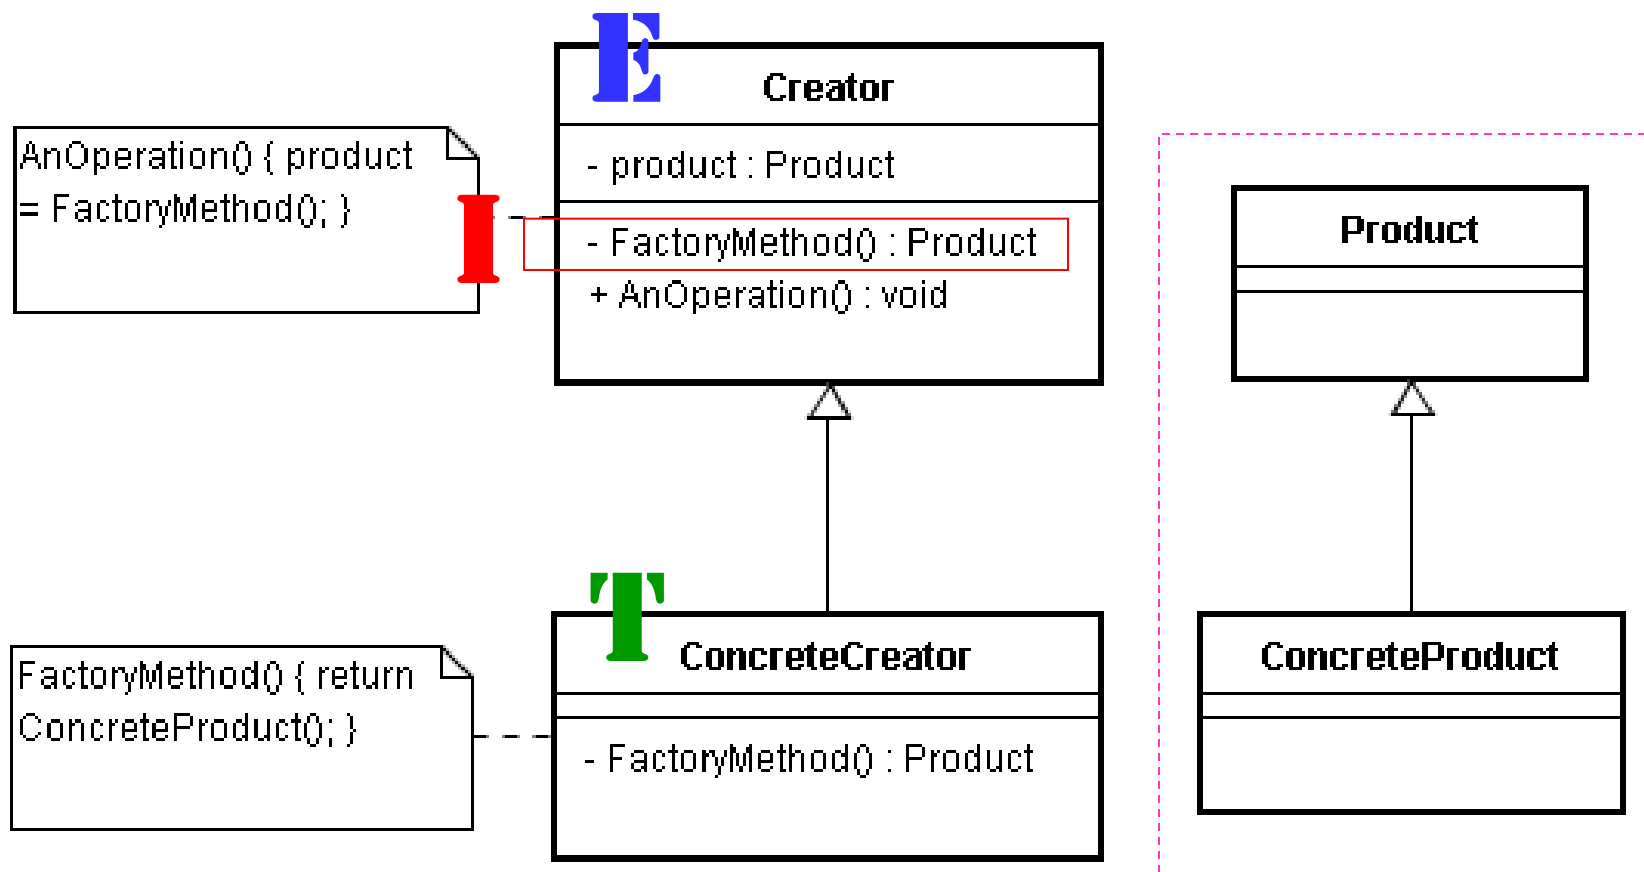 E
Creator
- product : Product
- FactoryMethod() : Product
+ AnOperation() : void
AnOperation() { product
= FactoryMethod(); }
I
Product
T
ConcreteCreator
- FactoryMethod() : Product
FactoryMethod() { return
ConcreteProduct(); }
ConcreteProduct